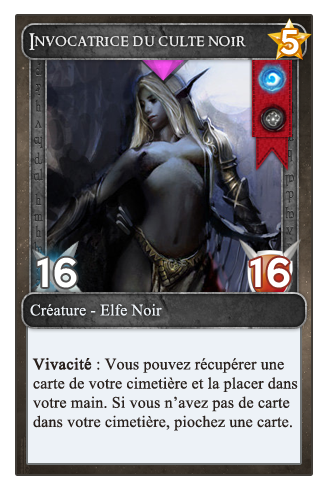 Invocatrice du culte noir
5
16
16
Créature - Elfe Noir
Vivacité : Vous pouvez récupérer une
carte de votre cimetière et la placer dans
votre main. Si vous n'avez pas de carte
dans votre cimetière, piochez une carte.